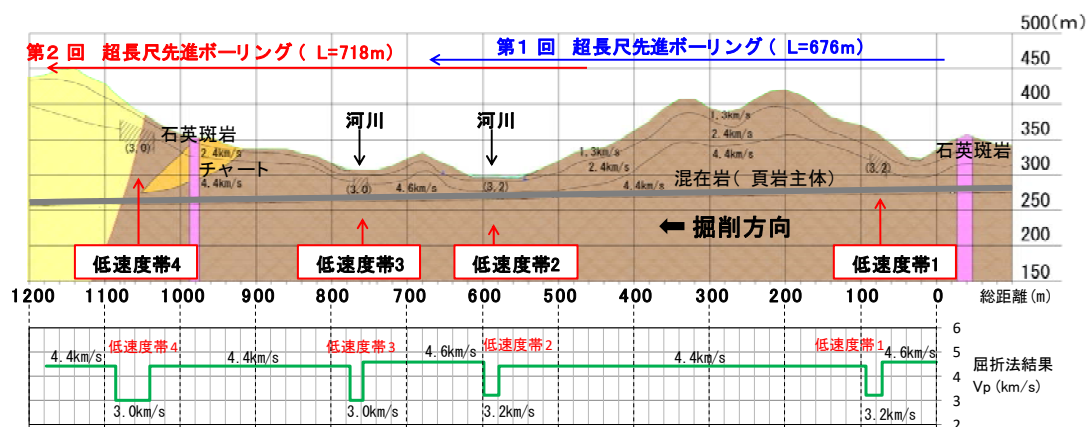 500(m)
第2回 超長尺先進ボーリング( L=718m)
第1回 超長尺先進ボーリング( L=676m)
450
400
350
300
250
200
150
河川
河川
石英斑岩
(3.0)
2.4km/s
チャート
4.4km/s
(3.0)
4.6km/s
(3.2)
1.3km/s
2.4km/s
4.4km/s
1.3km/s
2.4km/s
4.4km/s
混在岩( 頁岩主体)
(3.2)
石英斑岩
← 掘削方向
低速度帯4
低速度帯3
低速度帯2
低速度帯1
1200 1100 1000 900 800 700 600 500 400 300 200 100 0 総距離(m)
4.4km/s
低速度帯4
3.0km/s
4.4km/s
低速度帯3
3.0km/s
4.6km/s
低速度帯2
3.2km/s
4.4km/s
低速度帯1
3.2km/s
4.6km/s
6
5
4
3
2
屈折法結果
Vp (km/s)